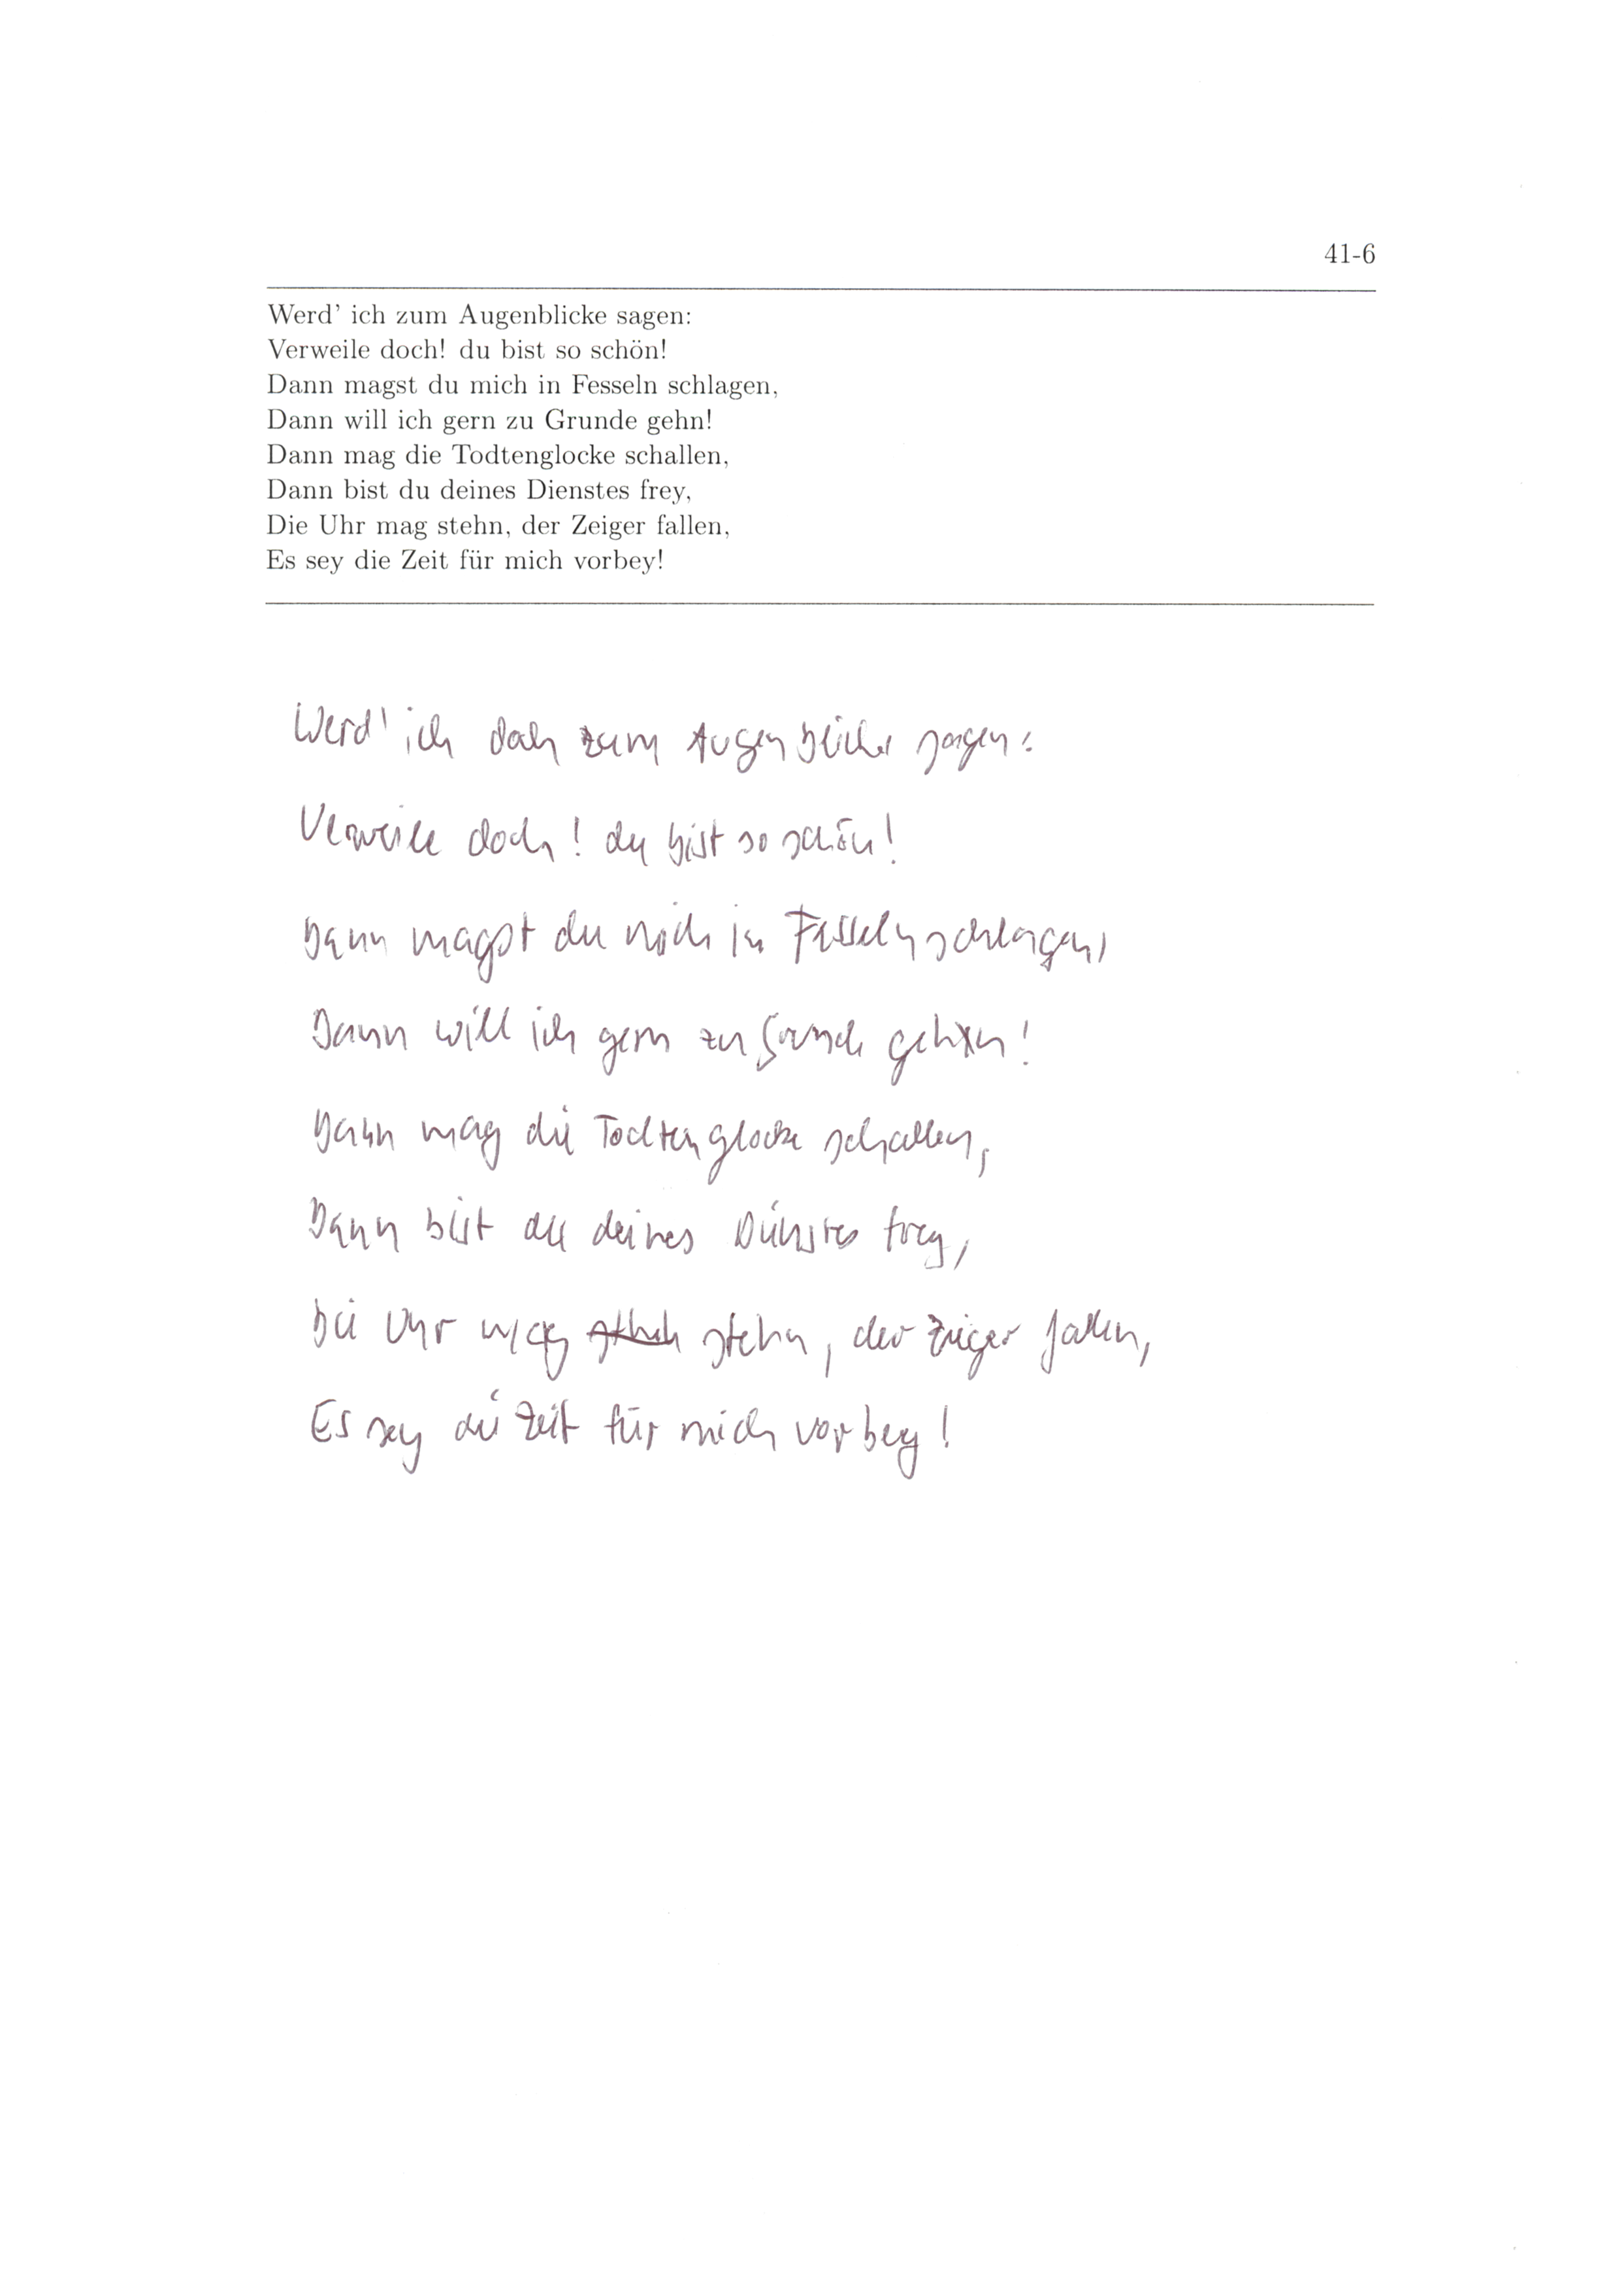 41-6
Werd' ich zum Augenblicke sagen:
Verweile doch! du bist so schön!
Dann magst du mich in Fesseln schlagen,
Dann will ich gern zu Grunde gehn!
Dann mag die Todtenglocke schallen,
Dann bist du deines Dienstes frey,
Die Uhr mag stehn, der Zeiger fallen,
Es sey die Zeit für mich vorbey!
Werd' ich doch zum Augenblicke sagen:
Verweile doch! du bist so schön!
Dann magst du mich in Fesseln schlagen,
Dann will ich gern zu Grunde gehn!
Dann mag die Todtenglocke schallen,
Dann bist du deines Dienstes frey,
Die Uhr mag stehn, der Zeiger fallen,
Es sey die Zeit für mich vorbey!